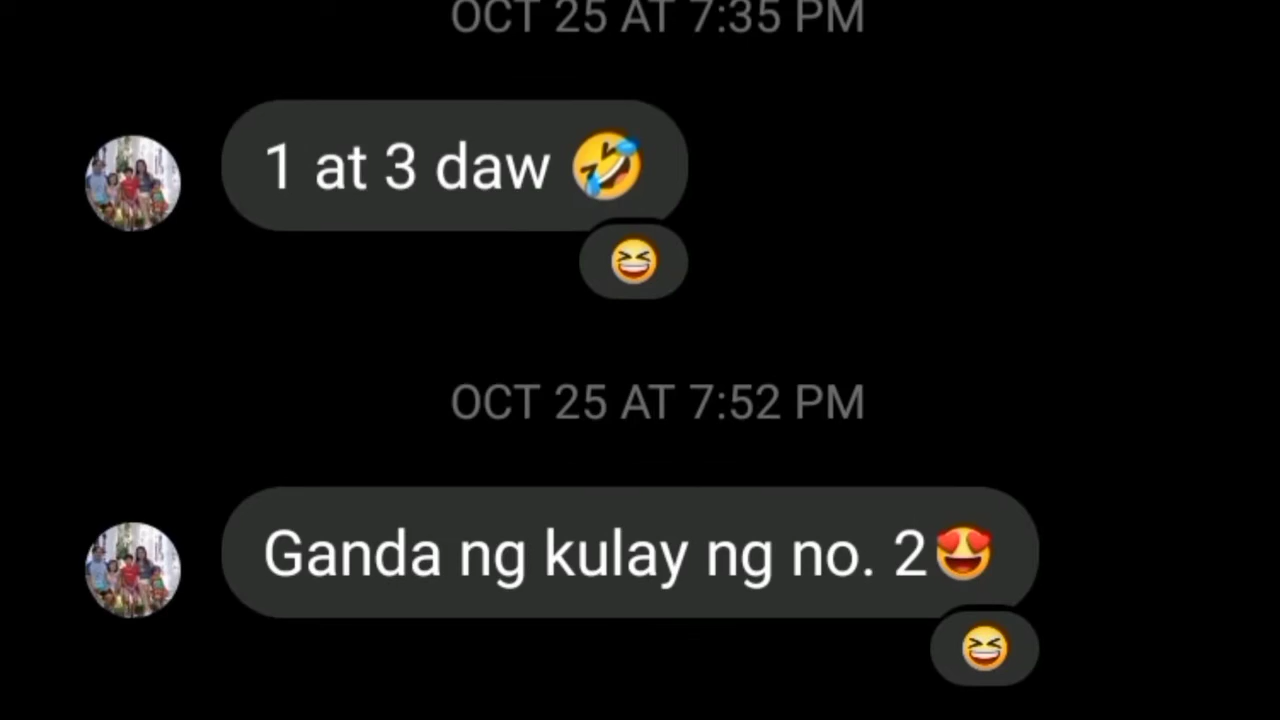 OCT 25 AT 7:35 PM
1 at 3 daw 🤣
😆
OCT 25 AT 7:52 PM
Ganda ng kulay ng no. 2😍
😆